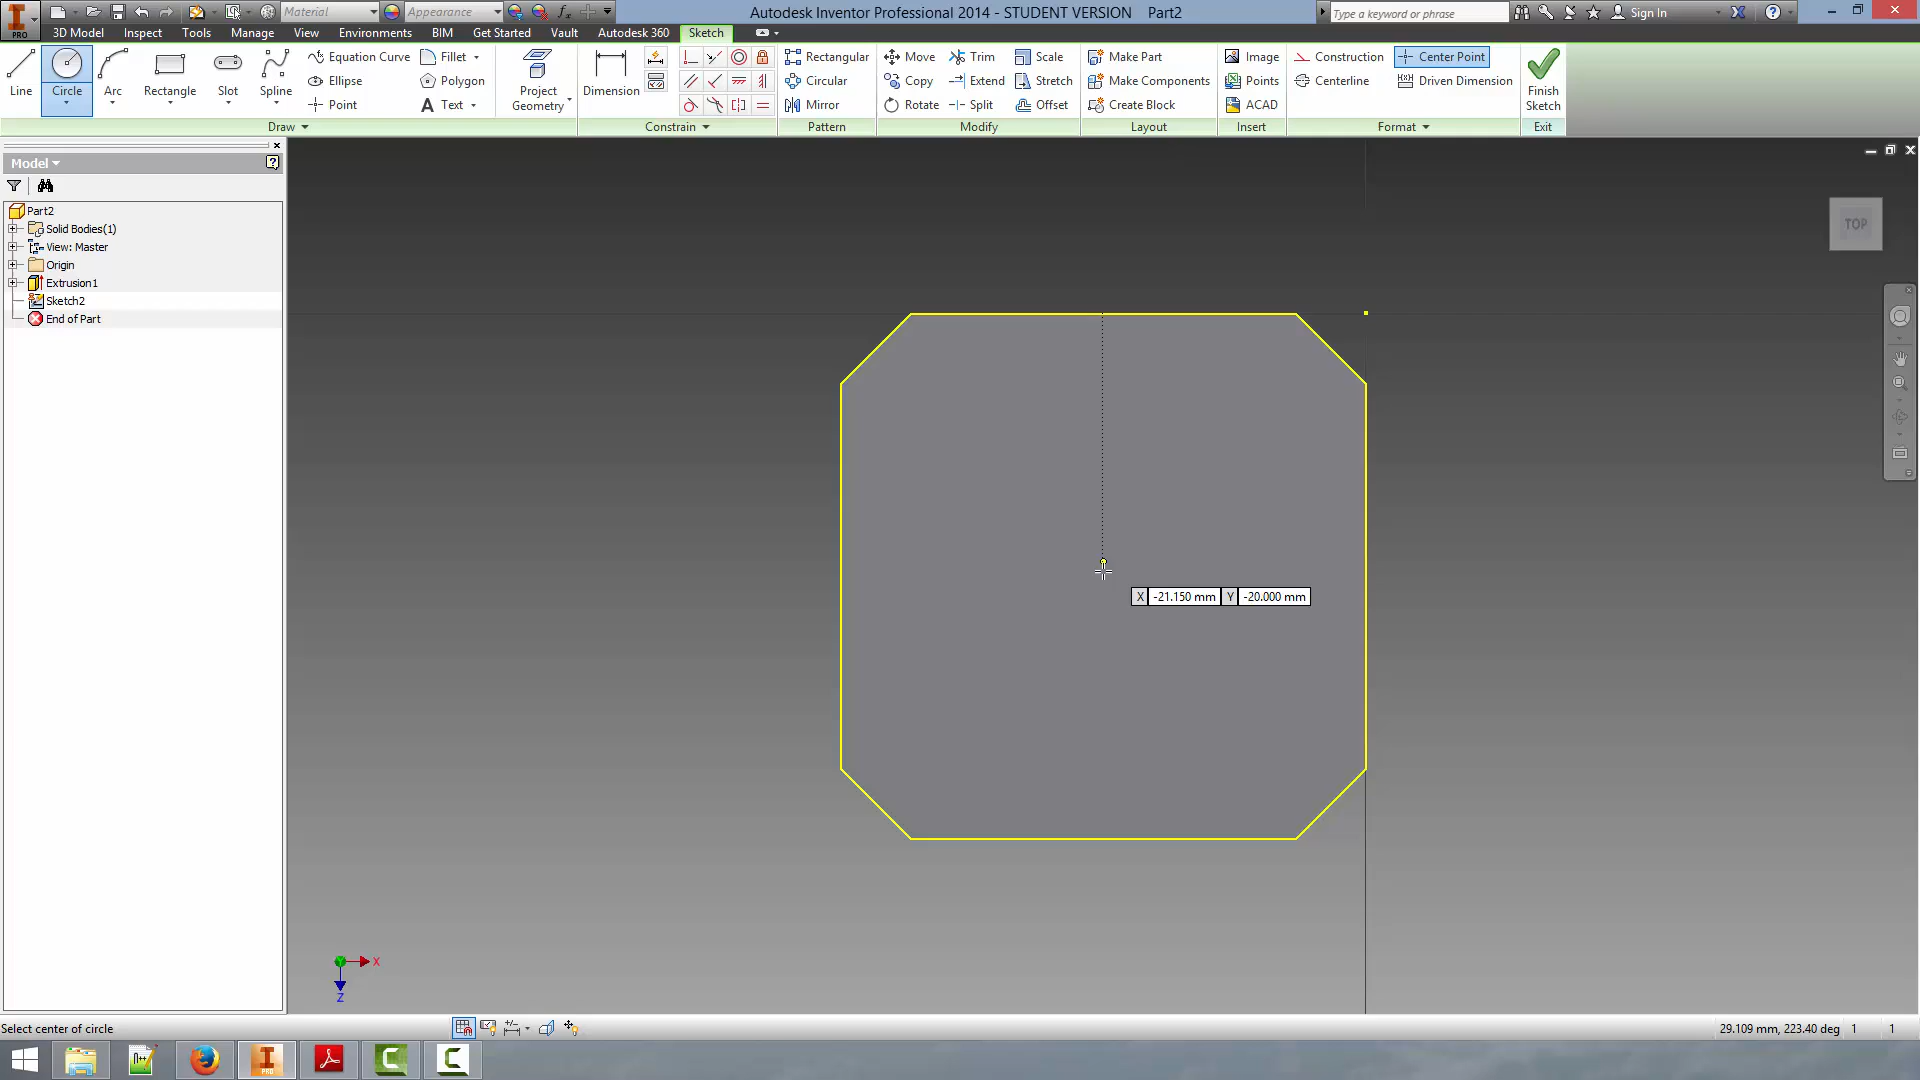 Material
Appearance
Autodesk Inventor Professional 2014 - STUDENT VERSION Part2
Type a keyword or phrase
Sign In
PRO
3D Model
Inspect
Tools
Manage
View
Environments
BIM
Get Started
Vault
Autodesk 360
Sketch
Line
Circle
Arc
Rectangle
Slot
Spline
Equation Curve
Ellipse
Point
Fillet
Polygon
A Text
Project Geometry
Dimension
Rectangular
Circular
Mirror
Move
Copy
Rotate
Trim
Extend
Split
Scale
Stretch
Offset
Make Part
Make Components
Create Block
Image
Points
ACAD
Construction
Centerline
Center Point
Driven Dimension
Finish Sketch
Draw
Constrain
Pattern
Modify
Layout
Insert
Format
Exit
Model
Part2
Solid Bodies(1)
View: Master
Origin
Extrusion1
Sketch2
End of Part
TOP
X -21.150 mm Y -20.000 mm
X
Z
Select center of circle
29.109 mm, 223.40 deg 1 1
PRO